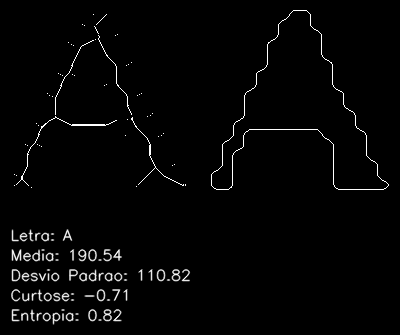 Letra: A
Media: 190.54
Desvio Padrao: 110.82
Curtose: -0.71
Entropia: 0.82